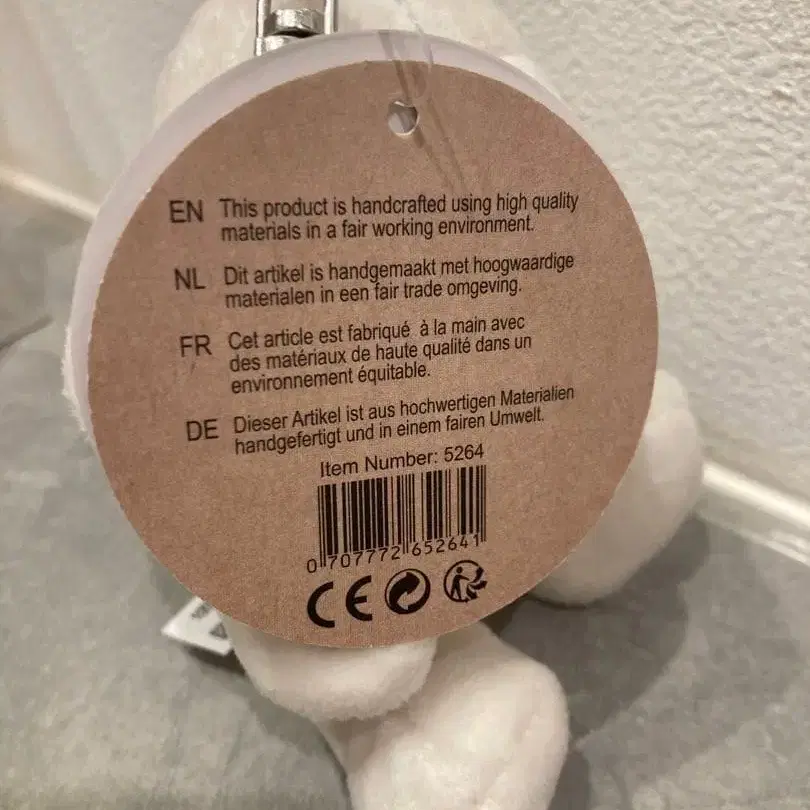 EN This product is handcrafted using high quality
materials in a fair working environment.
NL Dit artikel is handgemaakt met hoogwaardige
materialen in een fair trade omgeving.
FR Cet article est fabriqué à la main avec
des matériaux de haute qualité dans un
environnement équitable.
DE Dieser Artikel ist aus hochwertigen Materialien
handgefertigt und in einem fairen Umwelt.
Item Number: 5264
0 707772 652641
CE